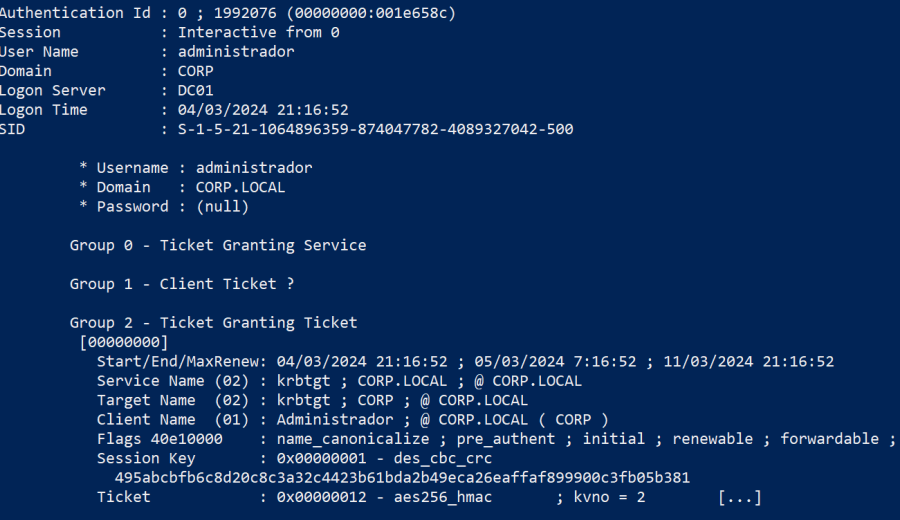 Authentication Id : 0 ; 1992076 (00000000:001e658c)
Session : Interactive from 0
User Name : administrador
Domain : CORP
Logon Server : DC01
Logon Time : 04/03/2024 21:16:52
SID : S-1-5-21-1064896359-874047782-4089327042-500
* Username : administrador
* Domain : CORP.LOCAL
* Password : (null)
Group 0 - Ticket Granting Service
Group 1 - Client Ticket ?
Group 2 - Ticket Granting Ticket
[00000000]
Start/End/MaxRenew: 04/03/2024 21:16:52 ; 05/03/2024 7:16:52 ; 11/03/2024 21:16:52
Service Name (02) : krbtgt ; CORP.LOCAL ; @ CORP.LOCAL
Target Name (02) : krbtgt ; CORP ; @ CORP.LOCAL
Client Name (01) : Administrador ; @ CORP.LOCAL ( CORP )
Flags 40e10000 : name_canonicalize ; pre_authent ; initial ; renewable ; forwardable ;
Session Key : 0x00000001 - des_cbc_crc
495abcbfb6c8d20c8c3a32c4423b61bda2b49eca26eaffaf899900c3fb05b381
Ticket : 0x00000012 - aes256_hmac ; kvno = 2 [...]